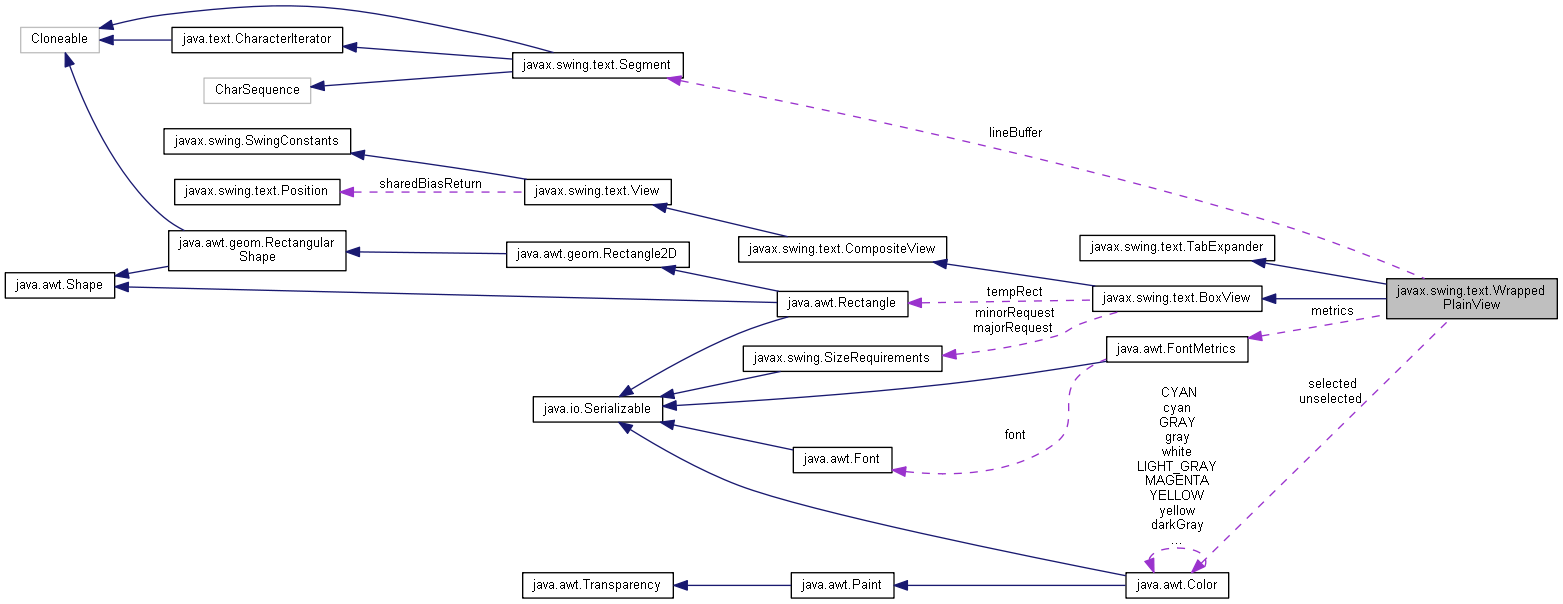 Cloneable
java.text.CharacterIterator
javax.swing.text.Segment
CharSequence
lineBuffer
javax.swing.SwingConstants
javax.swing.text.Position
sharedBiasReturn
javax.swing.text.View
java.awt.geom.Rectangular
Shape
java.awt.geom.Rectangle2D
javax.swing.text.CompositeView
javax.swing.text.TabExpander
java.awt.Shape
java.awt.Rectangle
tempRect
javax.swing.text.BoxView
javax.swing.text.Wrapped
PlainView
minorRequest
majorRequest
metrics
javax.swing.SizeRequirements
java.awt.FontMetrics
java.io.Serializable
selected
unselected
font
java.awt.Font
CYAN
cyan
GRAY
gray
white
LIGHT_GRAY
MAGENTA
YELLOW
yellow
darkGray
...
java.awt.Transparency
java.awt.Paint
java.awt.Color